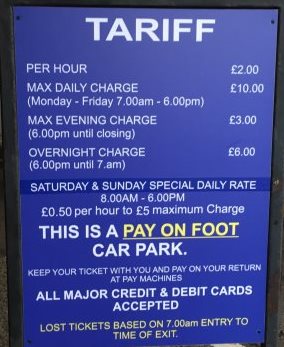 TARIFF
PER HOUR £2.00
MAX DAILY CHARGE £10.00
(Monday - Friday 7.00am - 6.00pm)
MAX EVENING CHARGE £3.00
(6.00pm until closing)
OVERNIGHT CHARGE £6.00
(6.00pm until 7.am)
SATURDAY & SUNDAY SPECIAL DAILY RATE
8.00AM - 6.00PM
£0.50 per hour to £5 maximum Charge
THIS IS A PAY ON FOOT
CAR PARK.
KEEP YOUR TICKET WITH YOU AND PAY ON YOUR RETURN
AT PAY MACHINES
ALL MAJOR CREDIT & DEBIT CARDS
ACCEPTED
LOST TICKETS BASED ON 7.00am ENTRY TO
TIME OF EXIT.